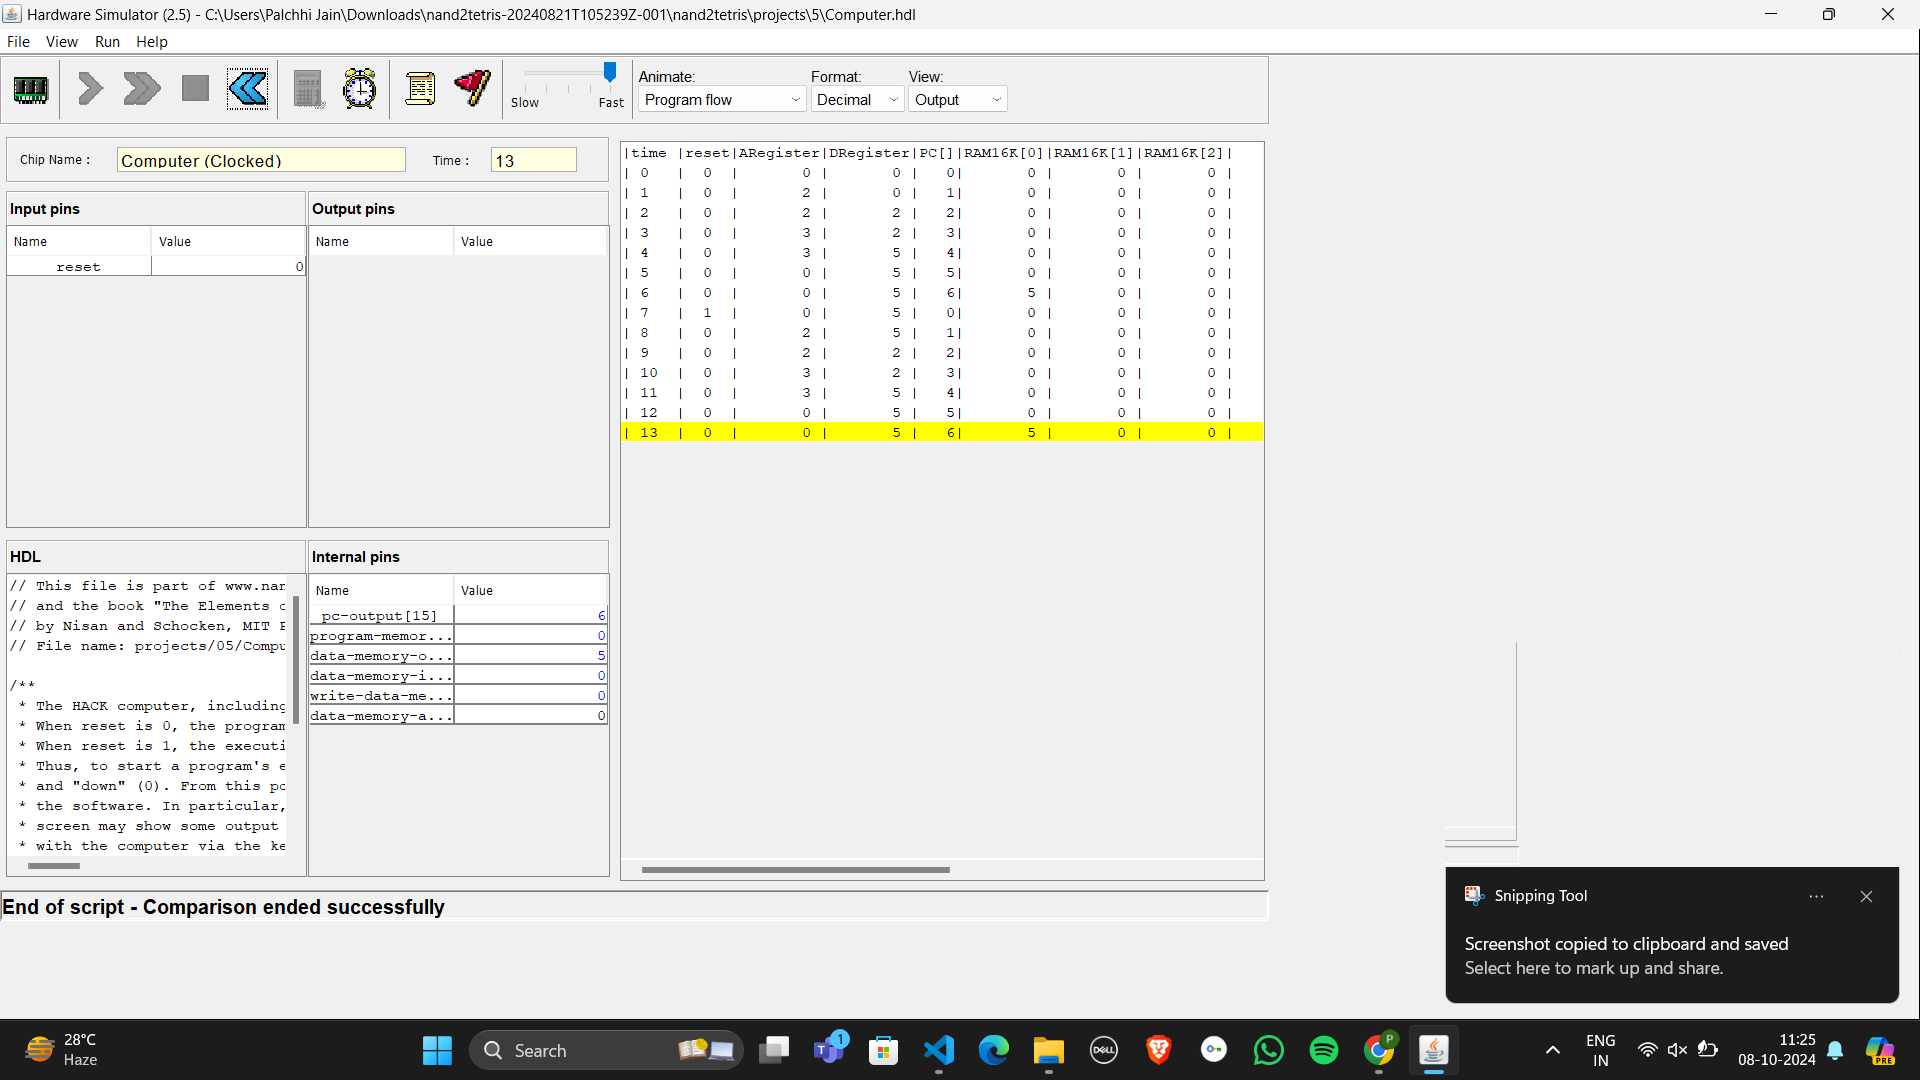 Hardware Simulator (2.5) - C:\Users\Palchhi Jain\Downloads\nand2tetris-20240821T105239Z-001\nand2tetris\projects\5\Computer.hdl
File View Run Help
Slow Fast
Animate: Format: View:
Program flow Decimal Output
Chip Name : Computer (Clocked) Time : 13
Input pins
Name Value
reset 0
Output pins
Name Value
|time |reset|ARegister|DRegister|PC[]|RAM16K[0]|RAM16K[1]|RAM16K[2]|
| 0 | 0 | 0 | 0 | 0| 0 | 0 | 0 |
| 1 | 0 | 2 | 0 | 1| 0 | 0 | 0 |
| 2 | 0 | 2 | 2 | 2| 0 | 0 | 0 |
| 3 | 0 | 3 | 2 | 3| 0 | 0 | 0 |
| 4 | 0 | 3 | 5 | 4| 0 | 0 | 0 |
| 5 | 0 | 0 | 5 | 5| 0 | 0 | 0 |
| 6 | 0 | 0 | 5 | 6| 5 | 0 | 0 |
| 7 | 1 | 0 | 5 | 0| 0 | 0 | 0 |
| 8 | 0 | 2 | 5 | 1| 0 | 0 | 0 |
| 9 | 0 | 2 | 2 | 2| 0 | 0 | 0 |
| 10 | 0 | 3 | 2 | 3| 0 | 0 | 0 |
| 11 | 0 | 3 | 5 | 4| 0 | 0 | 0 |
| 12 | 0 | 0 | 5 | 5| 0 | 0 | 0 |
| 13 | 0 | 0 | 5 | 6| 5 | 0 | 0 |
HDL
// This file is part of www.nan
// and the book "The Elements o
// by Nisan and Schocken, MIT P
// File name: projects/05/Compu
/**
* The HACK computer, including
* When reset is 0, the program
* When reset is 1, the executi
* Thus, to start a program's e
* and "down" (0). From this po
* the software. In particular,
* screen may show some output
* with the computer via the ke
Internal pins
Name Value
pc-output[15] 6
program-memor... 0
data-memory-o... 5
data-memory-i... 0
write-data-me... 0
data-memory-a... 0
End of script - Comparison ended successfully
Snipping Tool
Screenshot copied to clipboard and saved
Select here to mark up and share.
28°C
Haze
Search
1
DELL
P
ENG
IN
11:25
08-10-2024
PRE